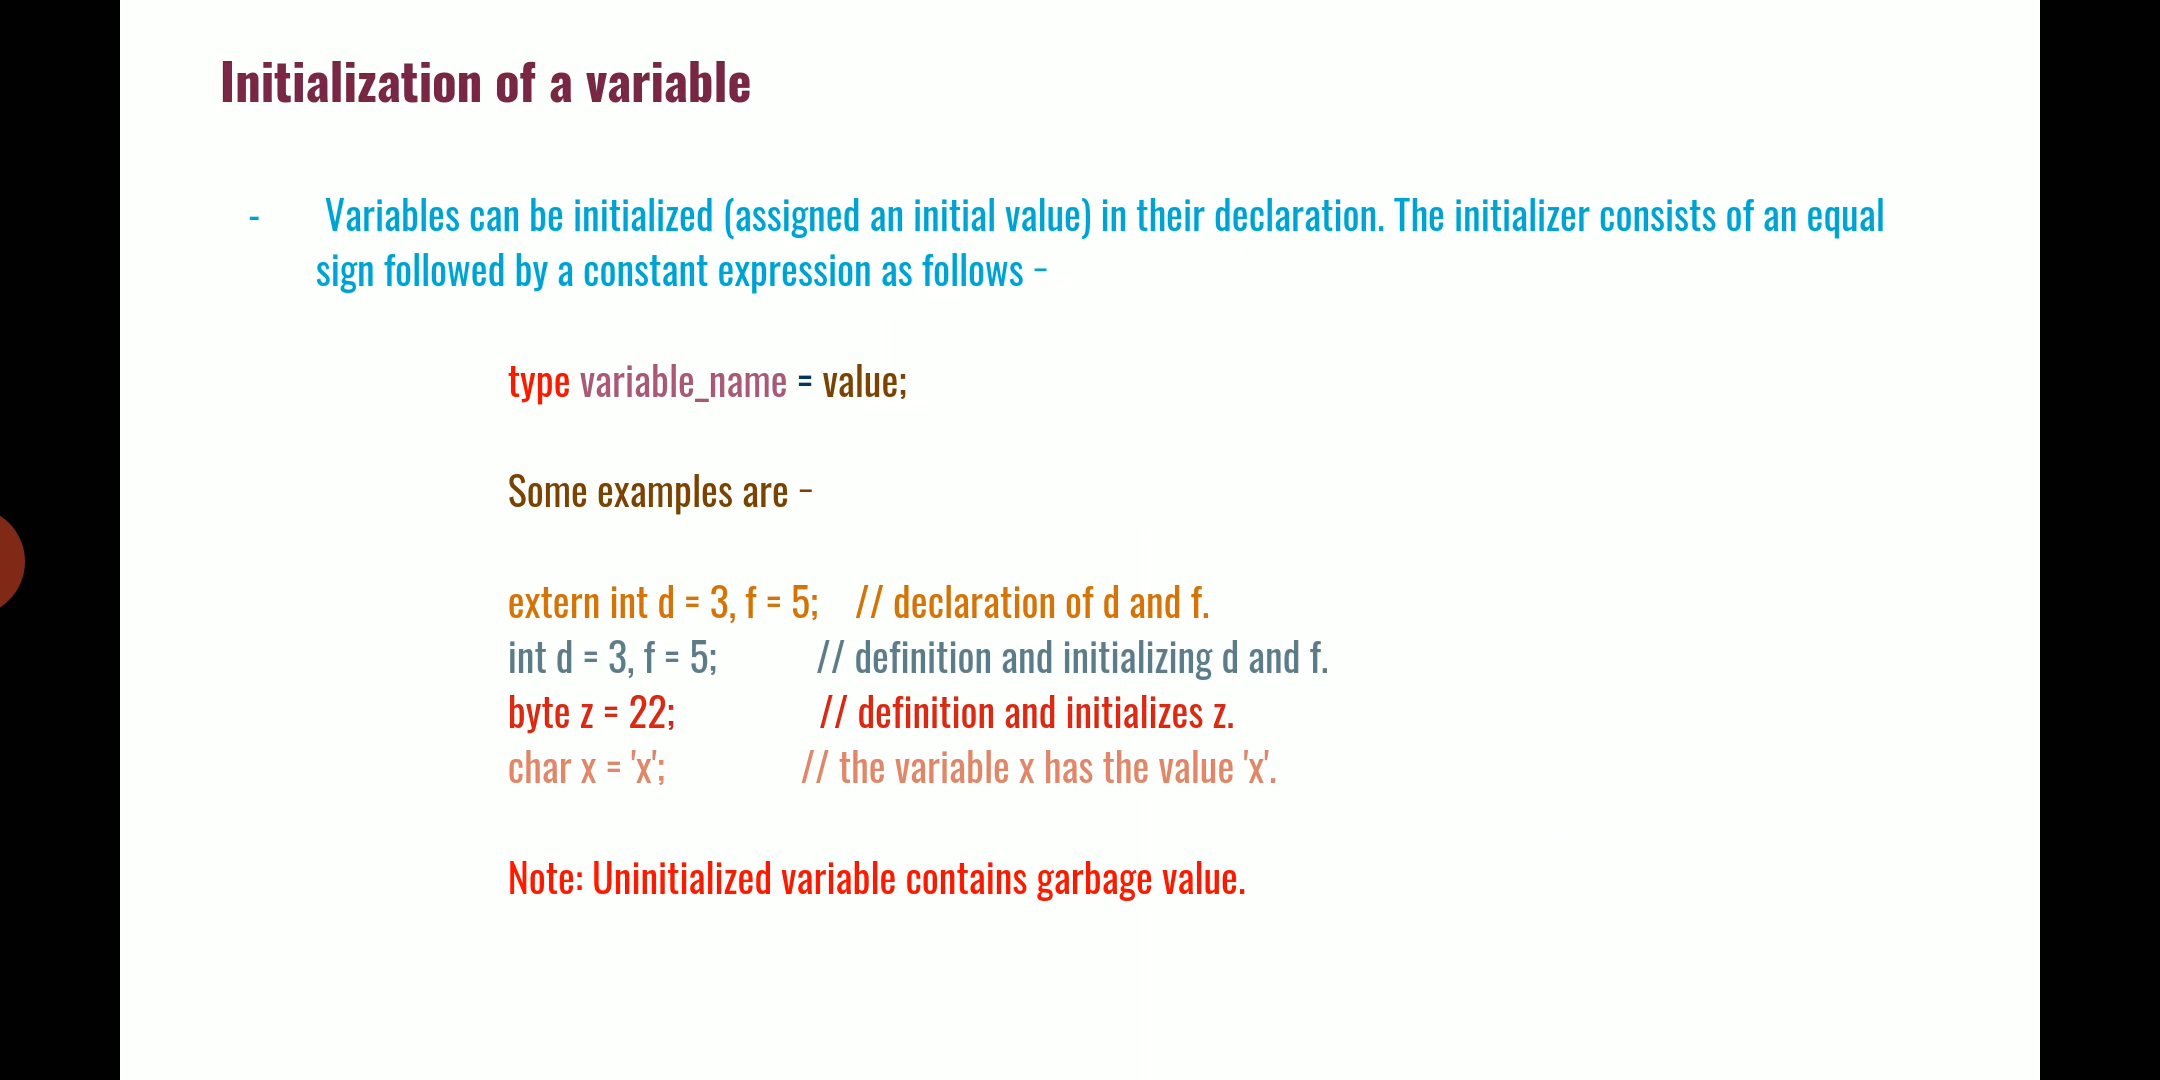 Initialization of a variable
- Variables can be initialized (assigned an initial value) in their declaration. The initializer consists of an equal
sign followed by a constant expression as follows –
type variable_name = value;
Some examples are –
extern int d = 3, f = 5; // declaration of d and f.
int d = 3, f = 5; // definition and initializing d and f.
byte z = 22; // definition and initializes z.
char x = 'x'; // the variable x has the value 'x'.
Note: Uninitialized variable contains garbage value.